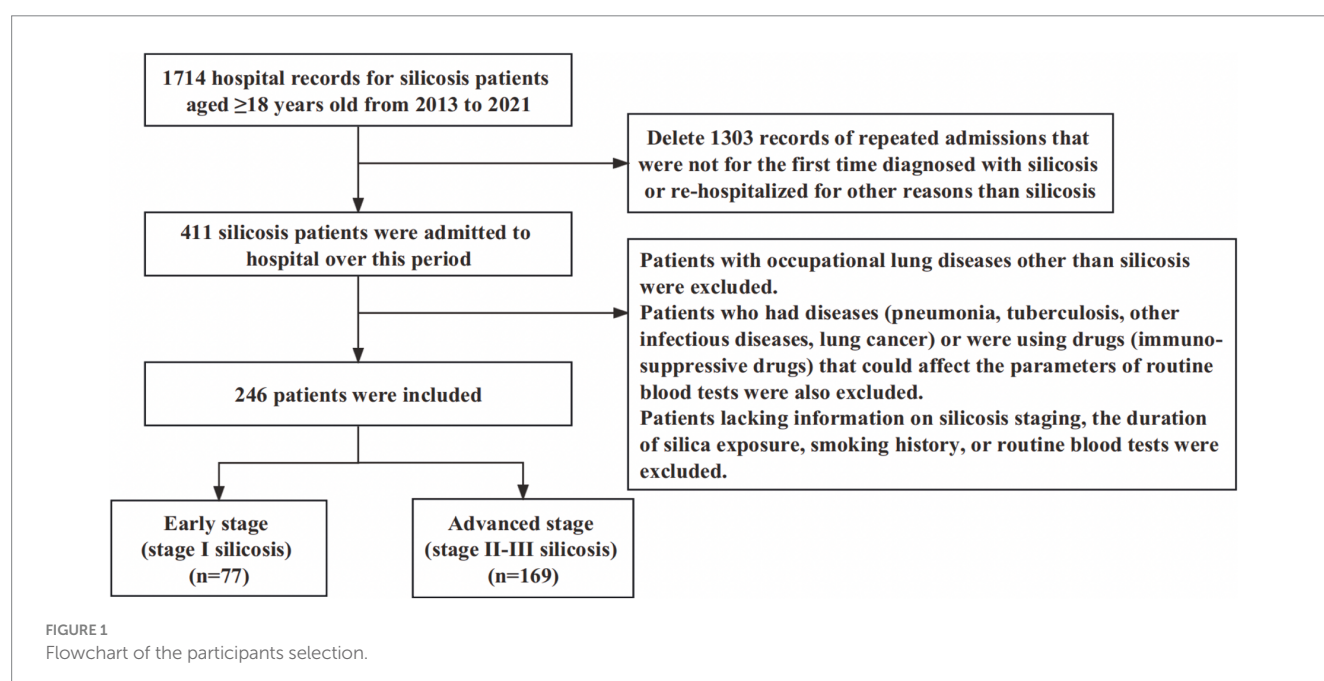 1714 hospital records for silicosis patients
aged ≥18 years old from 2013 to 2021
Delete 1303 records of repeated admissions that
were not for the first time diagnosed with silicosis
or re-hospitalized for other reasons than silicosis
411 silicosis patients were admitted to
hospital over this period
Patients with occupational lung diseases other than silicosis
were excluded.
Patients who had diseases (pneumonia, tuberculosis, other
infectious diseases, lung cancer) or were using drugs (immuno-
suppressive drugs) that could affect the parameters of routine
blood tests were also excluded.
Patients lacking information on silicosis staging, the duration
of silica exposure, smoking history, or routine blood tests were
excluded.
246 patients were included
Early stage
(stage I silicosis)
(n=77)
Advanced stage
(stage II-III silicosis)
(n=169)
FIGURE 1
Flowchart of the participants selection.